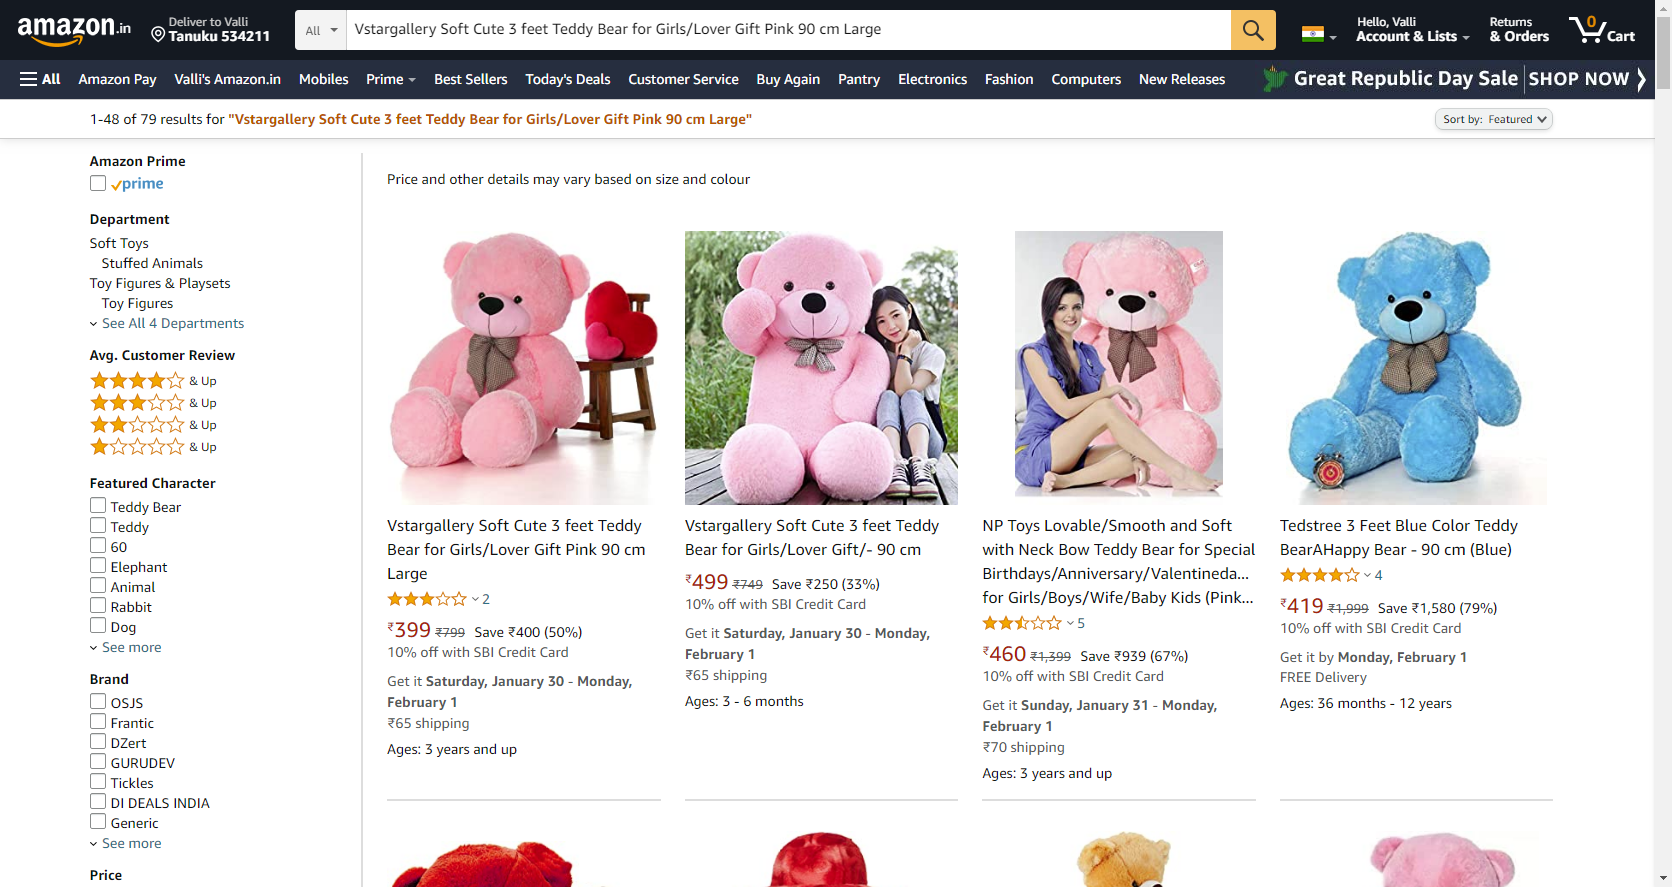 amazon.in
Deliver to Valli
Tanuku 534211
All
Vstargallery Soft Cute 3 feet Teddy Bear for Girls/Lover Gift Pink 90 cm Large
Hello, Valli
Account & Lists
Returns
& Orders
0
Cart
All
Amazon Pay
Valli's Amazon.in
Mobiles
Prime
Best Sellers
Today's Deals
Customer Service
Buy Again
Pantry
Electronics
Fashion
Computers
New Releases
Great Republic Day Sale
SHOP NOW
1-48 of 79 results for "Vstargallery Soft Cute 3 feet Teddy Bear for Girls/Lover Gift Pink 90 cm Large"
Sort by: Featured
Amazon Prime
prime
Department
Soft Toys
Stuffed Animals
Toy Figures & Playsets
Toy Figures
See All 4 Departments
Avg. Customer Review
& Up
& Up
& Up
& Up
Featured Character
Teddy Bear
Teddy
60
Elephant
Animal
Rabbit
Dog
See more
Brand
OSJS
Frantic
DZert
GURUDEV
Tickles
DI DEALS INDIA
Generic
See more
Price
Price and other details may vary based on size and colour
Vstargallery Soft Cute 3 feet Teddy
Bear for Girls/Lover Gift Pink 90 cm
Large
2
₹399 ₹799 Save ₹400 (50%)
10% off with SBI Credit Card
Get it Saturday, January 30 - Monday,
February 1
₹65 shipping
Ages: 3 years and up
Vstargallery Soft Cute 3 feet Teddy
Bear for Girls/Lover Gift/- 90 cm
₹499 ₹749 Save ₹250 (33%)
10% off with SBI Credit Card
Get it Saturday, January 30 - Monday,
February 1
₹65 shipping
Ages: 3 - 6 months
NP Toys Lovable/Smooth and Soft
with Neck Bow Teddy Bear for Special
Birthdays/Anniversary/Valentineda...
for Girls/Boys/Wife/Baby Kids (Pink...
5
₹460 ₹1,399 Save ₹939 (67%)
10% off with SBI Credit Card
Get it Sunday, January 31 - Monday,
February 1
₹70 shipping
Ages: 3 years and up
Tedstree 3 Feet Blue Color Teddy
BearAHappy Bear - 90 cm (Blue)
4
₹419 ₹1,999 Save ₹1,580 (79%)
10% off with SBI Credit Card
Get it by Monday, February 1
FREE Delivery
Ages: 36 months - 12 years